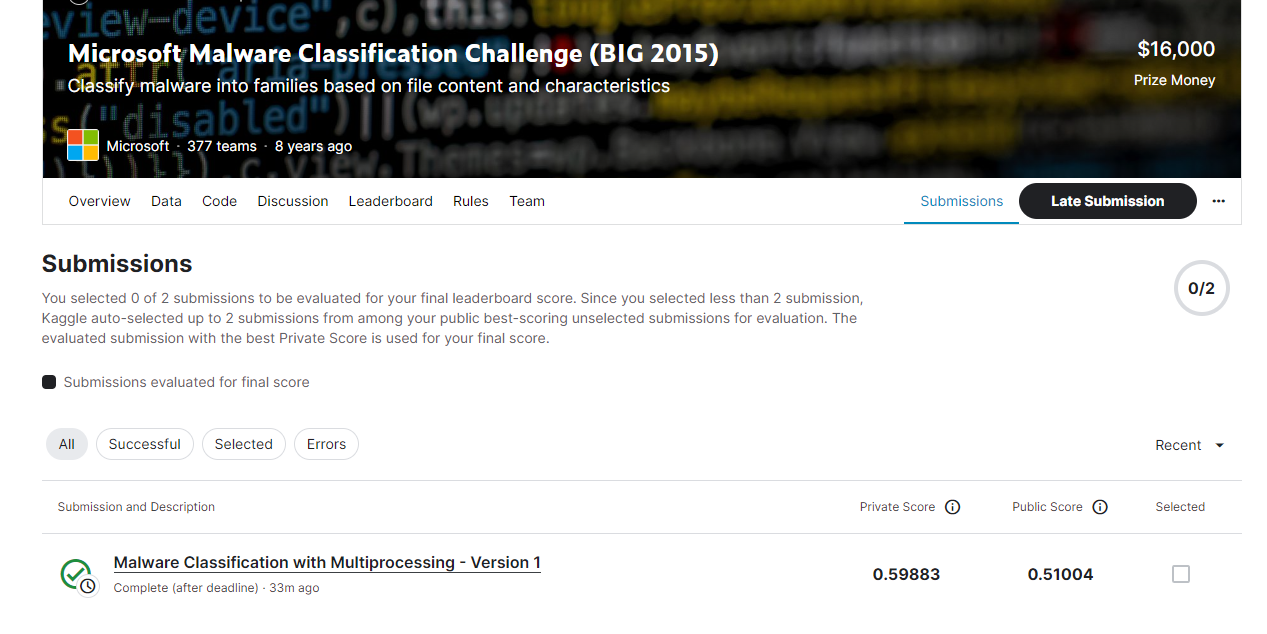 Microsoft Malware Classification Challenge (BIG 2015)
$16,000
Classify malware into families based on file content and characteristics
Prize Money
Microsoft · 377 teams · 8 years ago
Overview Data Code Discussion Leaderboard Rules Team Submissions Late Submission
Submissions
You selected 0 of 2 submissions to be evaluated for your final leaderboard score. Since you selected less than 2 submission,
Kaggle auto-selected up to 2 submissions from among your public best-scoring unselected submissions for evaluation. The
evaluated submission with the best Private Score is used for your final score.
0/2
Submissions evaluated for final score
All Successful Selected Errors Recent
Submission and Description Private Score Public Score Selected
Malware Classification with Multiprocessing - Version 1
Complete (after deadline) · 33m ago
0.59883 0.51004